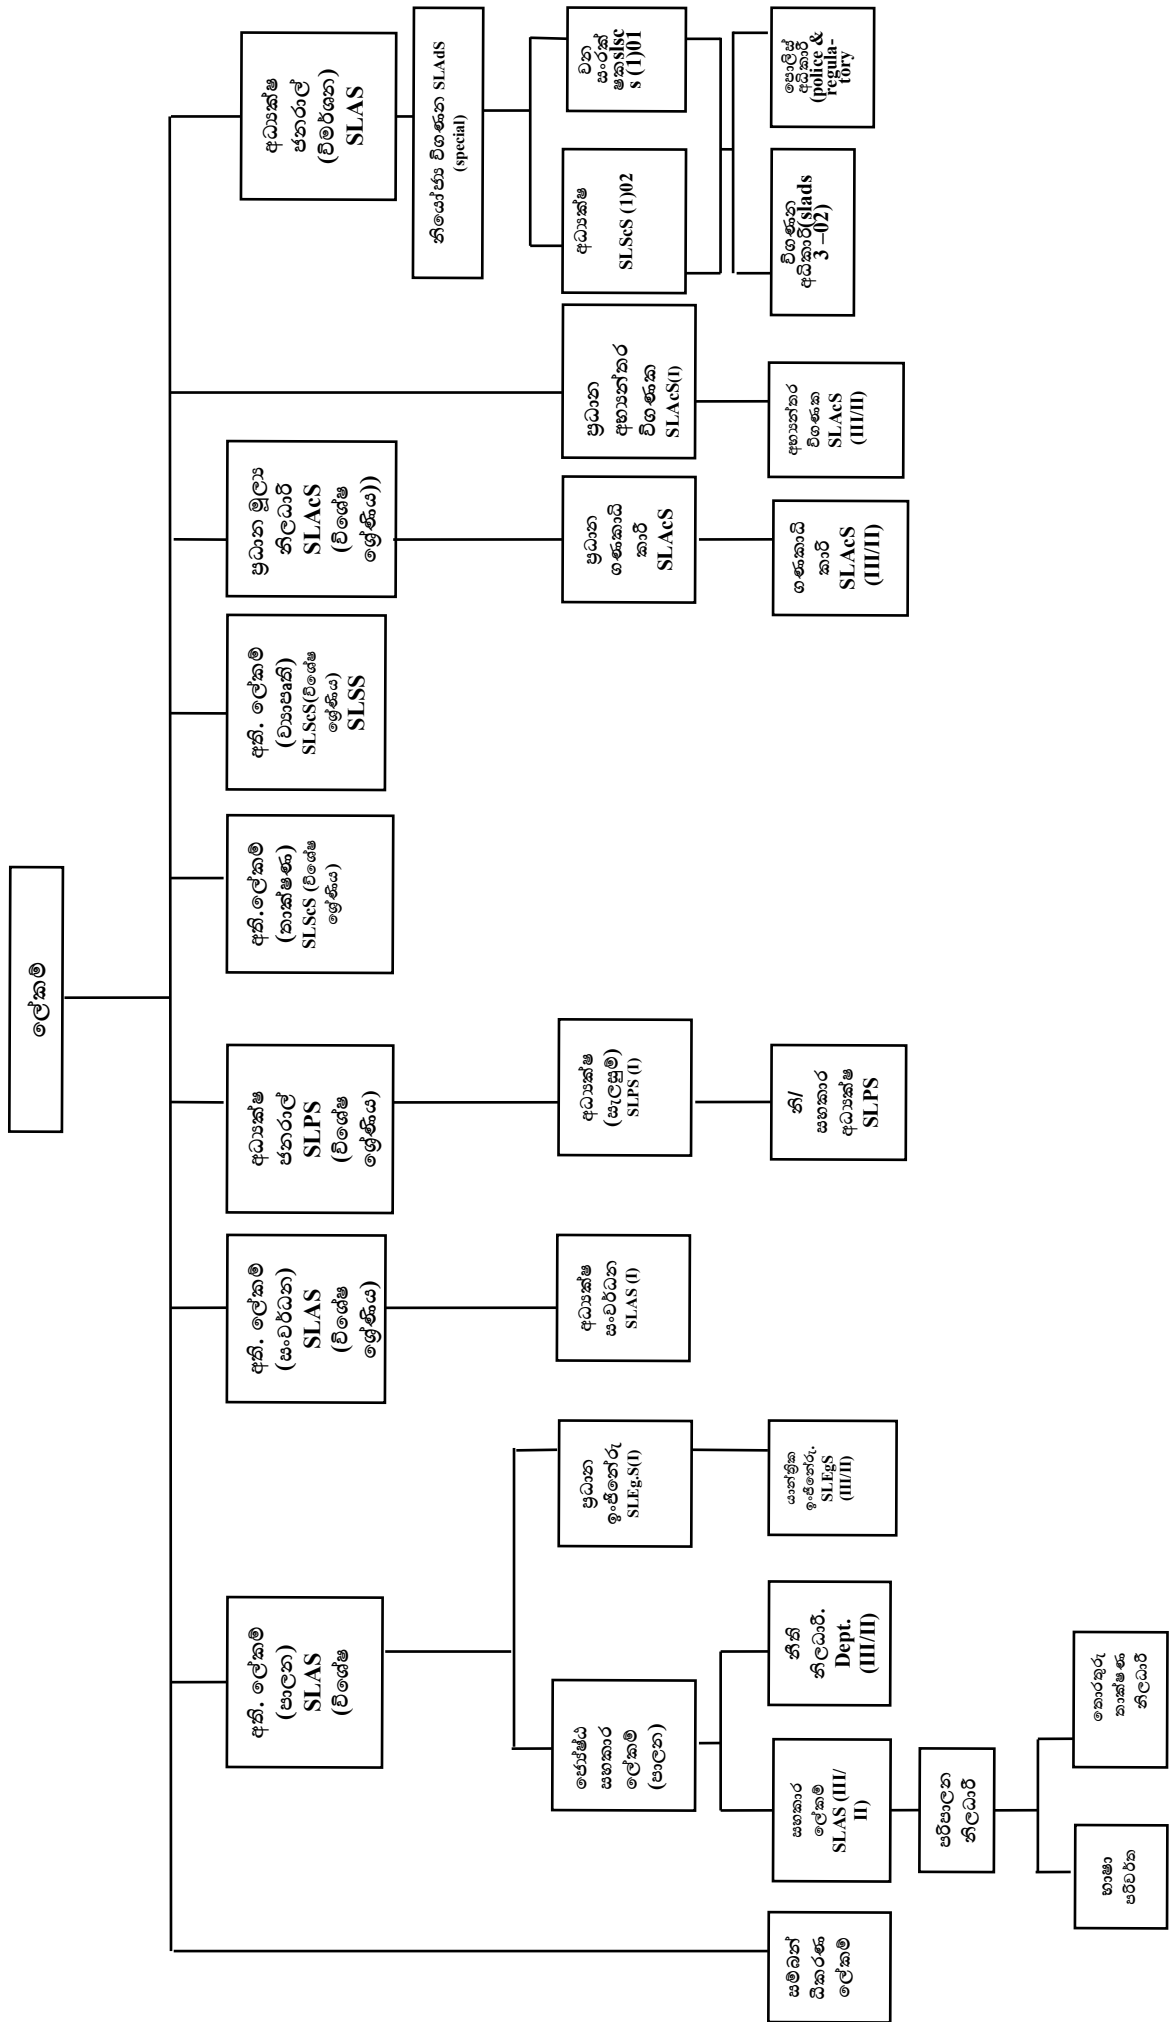 ලේකම්
සම්බන්
ධීකරණ
ලේකම්
අති. ලේකම්
(පාලන)
SLAS
(විශේෂ
අති. ලේකම්
(සංවර්ධන)
SLAS
(විශේෂ
ශ්‍රේණිය)
අධ්‍යක්ෂ
ජනරාල්
SLPS
(විශේෂ
ශ්‍රේණිය)
අති.ලේකම්
(තාක්ෂණ)
SLScS (විශේෂ
ශ්‍රේණිය)
අති. ලේකම්
(ව්‍යාපෘති)
SLScS(විශේෂ
ශ්‍රේණිය)
SLSS
ප්‍රධාන මූල්‍ය
නිලධාරී
SLAcS
(විශේෂ
ශ්‍රේණිය))
අධ්‍යක්ෂ
ජනරාල්
(විමර්ශන)
SLAS
නියෝජ්‍ය විගණන SLAdS
(special)
ජ්‍යෙෂ්ඨ
සහකාර
ලේකම්
(පාලන)
ප්‍රධාන
ඉංජිනේරු
SLEg.S(I)
අධ්‍යක්ෂ
සංවර්ධන
SLAS (I)
අධ්‍යක්ෂ
(සැලසුම්)
SLPS (I)
ප්‍රධාන
ගණකාධි
කාරී
SLAcS
ප්‍රධාන
අභ්‍යන්තර
විගණක
SLAcS(I)
අධ්‍යක්ෂ
SLScS (1)02
වන
සංරක්
ෂකslsc
s (1)01
සහකාර
ලේකම්
SLAS (III/
II)
නීති
නිලධාරී.
Dept.
(III/II)
යාන්ත්‍රික
ඉංජිනේරු.
SLEgS
(III/II)
නි/
සහකාර
අධ්‍යක්ෂ
SLPS
ගණකාධි
කාරී
SLAcS
(III/II)
අභ්‍යන්තර
විගණක
SLAcS
(III/II)
විගණන
අධිකාරී(slads
3 –02)
පොලිස්
අධිකාරී
(police &
regula-
tory
පරිපාලන
නිලධාරී
භාෂා
පරිවර්තක
තොරතුරු
තාක්ෂණ
නිලධාරී